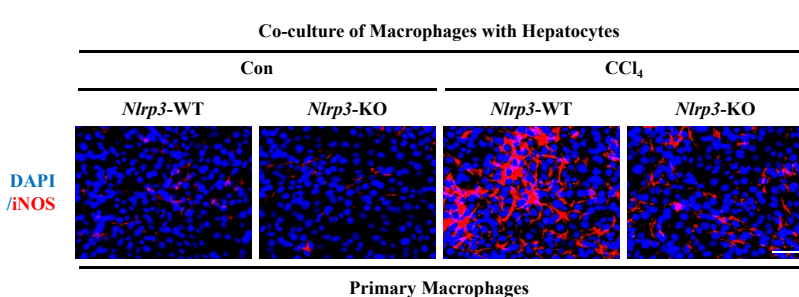 Co-culture of Macrophages with Hepatocytes
Con CCl₄
Nlrp3-WT Nlrp3-KO Nlrp3-WT Nlrp3-KO
DAPI
/iNOS
Primary Macrophages